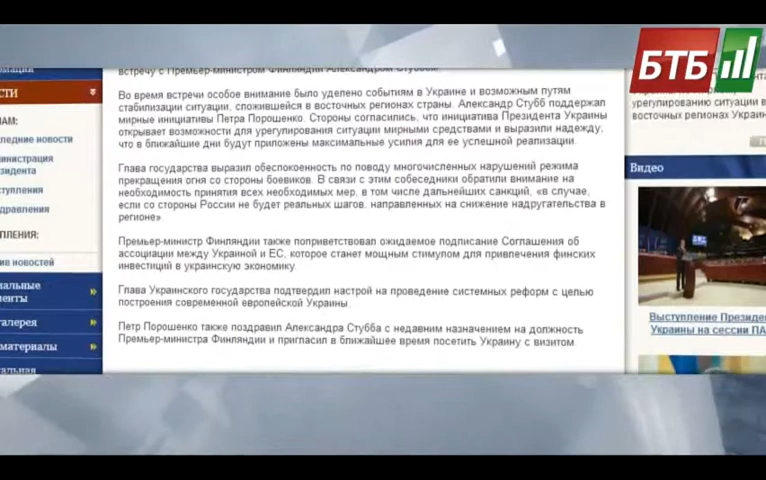 БТБ
встречу с Премьер-министром Финляндии Александром Стуббом.
Во время встречи особое внимание было уделено событиям в Украине и возможным путям
стабилизации ситуации, сложившейся в восточных регионах страны. Александр Стубб поддержал
мирные инициативы Петра Порошенко. Стороны согласились, что инициатива Президента Украины
открывает возможности для урегулирования ситуации мирными средствами и выразили надежду,
что в ближайшие дни будут приложены максимальные усилия для ее успешной реализации.
Глава государства выразил обеспокоенность по поводу многочисленных нарушений режима
прекращения огня со стороны боевиков. В связи с этим собеседники обратили внимание на
необходимость принятия всех необходимых мер, в том числе дальнейших санкций, «в случае,
если со стороны России не будет реальных шагов, направленных на снижение надругательства в
регионе»
Премьер-министр Финляндии также поприветствовал ожидаемое подписание Соглашения об
ассоциации между Украиной и ЕС, которое станет мощным стимулом для привлечения финских
инвестиций в украинскую экономику.
Глава Украинского государства подтвердил настрой на проведение системных реформ с целью
построения современной европейской Украины.
Петр Порошенко также поздравил Александра Стубба с недавним назначением на должность
Премьер-министра Финляндии и пригласил в ближайшее время посетить Украину с визитом.
СТИ
АМ:
следние новости
министрация
зидента
ступления
здравления
ПЛЕНИЯ:
ив новостей
нальные
енты
галерея
материалы
урегулированию ситуации в
восточных регионах Украин
Видео
Выступление Президе
Украины на сессии ПА